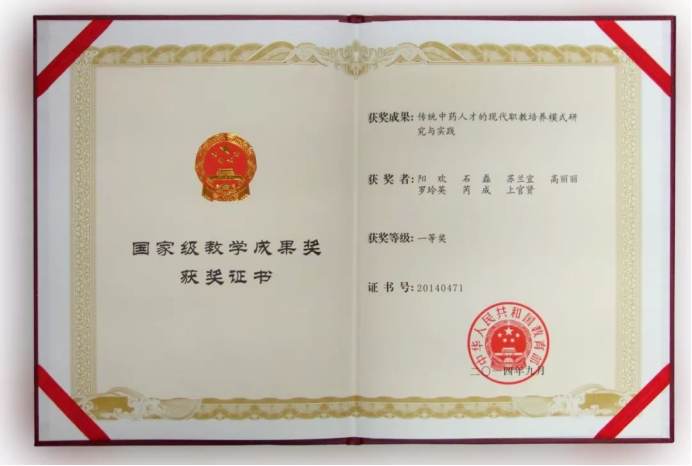 国家级教学成果奖
获奖证书
获奖成果：传统中药人才的现代职教培养模式研
究与实践
获 奖 者：阳 欢 石 磊 苏兰宜 高丽丽
罗玲英 芮 成 上官贤
获奖等级：一等奖
证 书 号：20140471
中华人民共和国教育部
二〇一四年九月